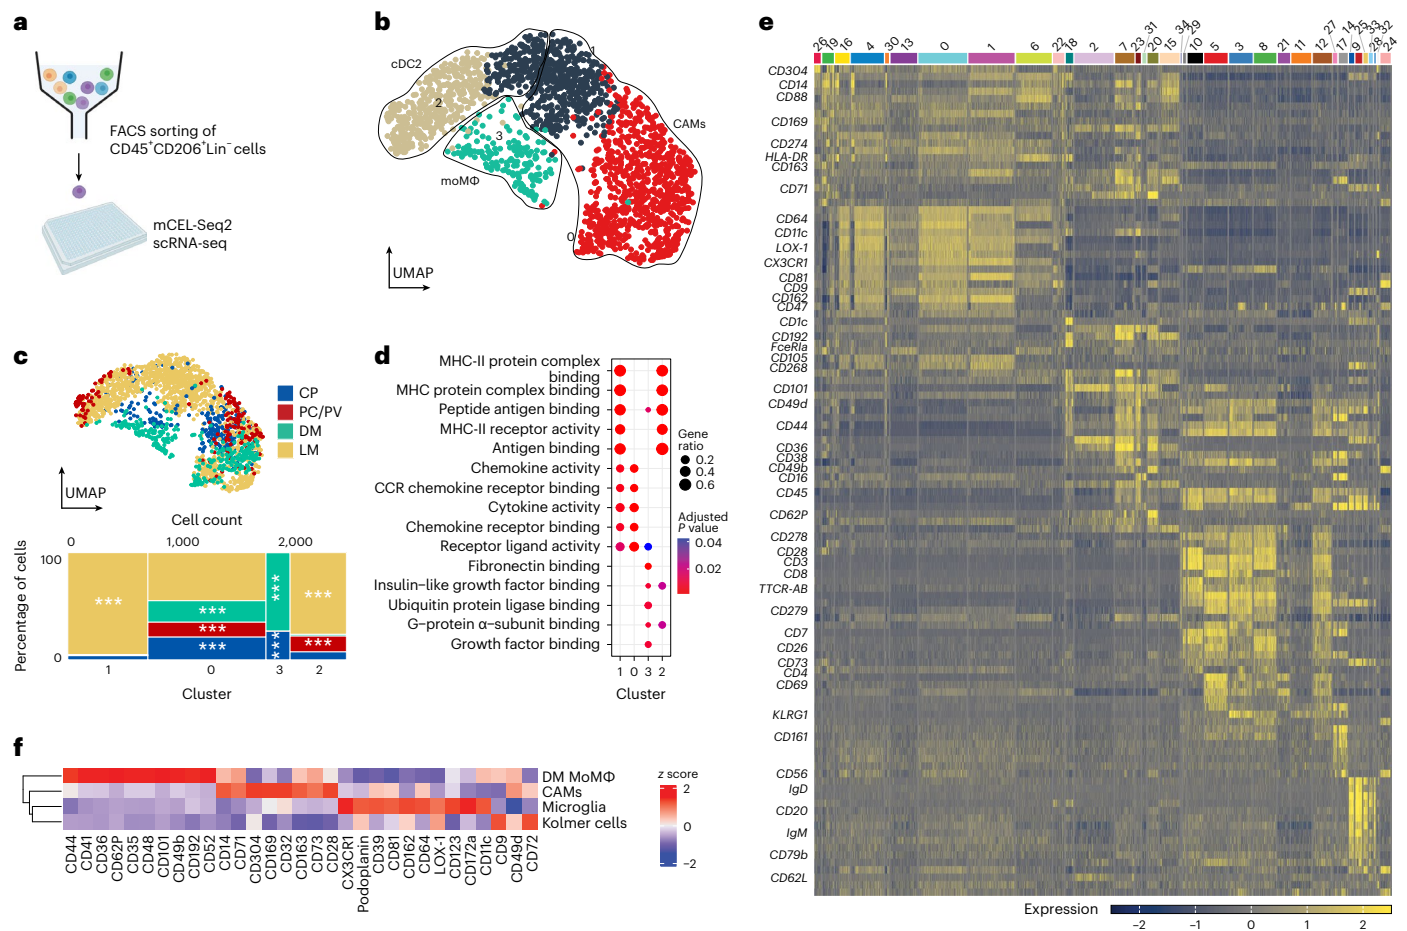 a
FACS sorting of
CD45⁺CD206⁺Lin⁻ cells
mCEL-Seq2
scRNA-seq
b
cDC2
1
2
3
CAMs
moMΦ
0
UMAP
c
CP
PC/PV
DM
LM
UMAP
Cell count
0 1,000 2,000
Percentage of cells
100
0
***
***
***
***
***
***
***
***
1 0 3 2
Cluster
d
MHC-II protein complex
binding
MHC protein complex binding
Peptide antigen binding
MHC-II receptor activity
Antigen binding
Chemokine activity
CCR chemokine receptor binding
Cytokine activity
Chemokine receptor binding
Receptor ligand activity
Fibronectin binding
Insulin−like growth factor binding
Ubiquitin protein ligase binding
G−protein α−subunit binding
Growth factor binding
1 0 3 2
Cluster
Gene
ratio
0.2
0.4
0.6
Adjusted
P value
0.04
0.02
e
26 19 16 4 30 13 0 1 6 22 18 2 7 23 31 20 15 34 29 10 5 3 8 21 11 12 27 17 14 9 25 33 28 32 24
CD304
CD14
CD88
CD169
CD274
HLA-DR
CD163
CD71
CD64
CD11c
LOX-1
CX3CR1
CD81
CD9
CD162
CD47
CD1c
CD192
FceRIa
CD105
CD268
CD101
CD49d
CD44
CD36
CD38
CD49b
CD16
CD45
CD62P
CD278
CD28
CD3
CD8
TTCR-AB
CD279
CD7
CD26
CD73
CD4
CD69
KLRG1
CD161
CD56
IgD
CD20
IgM
CD79b
CD62L
Expression
−2 −1 0 1 2
f
DM MoMΦ
CAMs
Microglia
Kolmer cells
CD44
CD41
CD36
CD62P
CD35
CD48
CD101
CD49b
CD192
CD52
CD14
CD71
CD304
CD169
CD32
CD163
CD73
CD28
CX3CR1
Podoplanin
CD39
CD81
CD162
CD64
LOX-1
CD123
CD172a
CD11c
CD9
CD49d
CD72
z score
2
0
−2